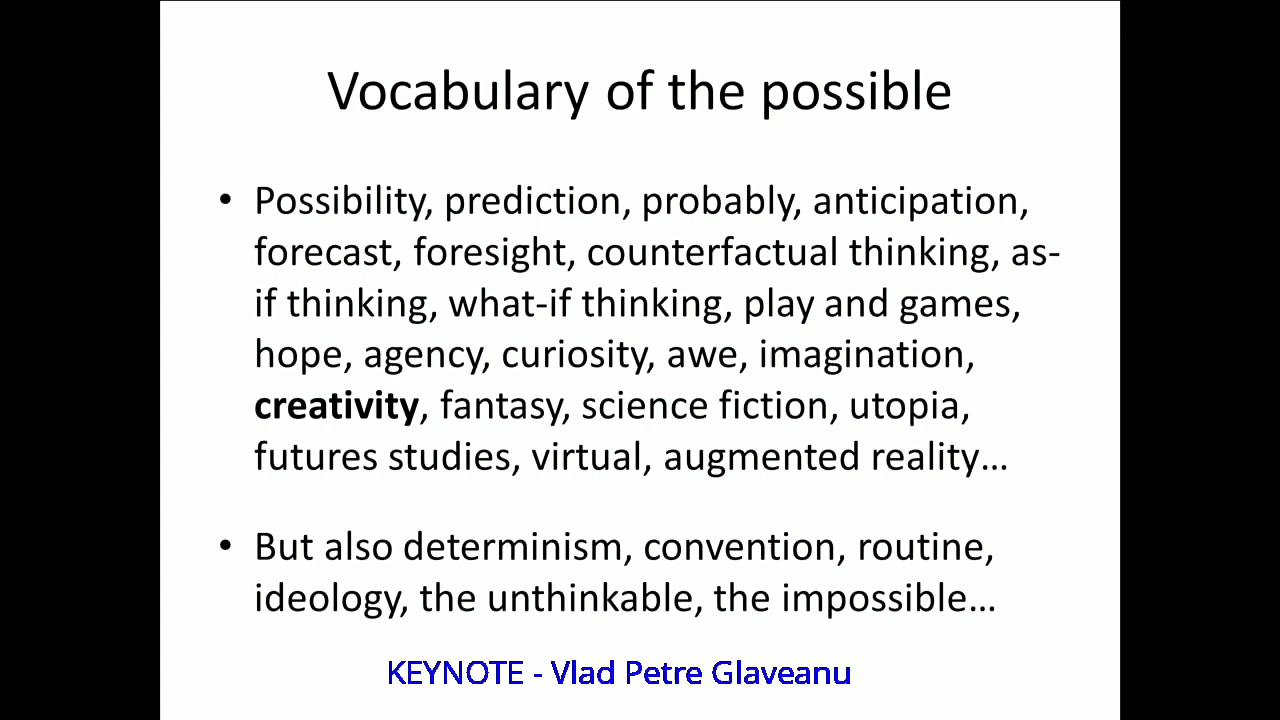 Vocabulary of the possible
• Possibility, prediction, probably, anticipation,
forecast, foresight, counterfactual thinking, as-
if thinking, what-if thinking, play and games,
hope, agency, curiosity, awe, imagination,
creativity, fantasy, science fiction, utopia,
futures studies, virtual, augmented reality…
• But also determinism, convention, routine,
ideology, the unthinkable, the impossible…
KEYNOTE - Vlad Petre Glaveanu